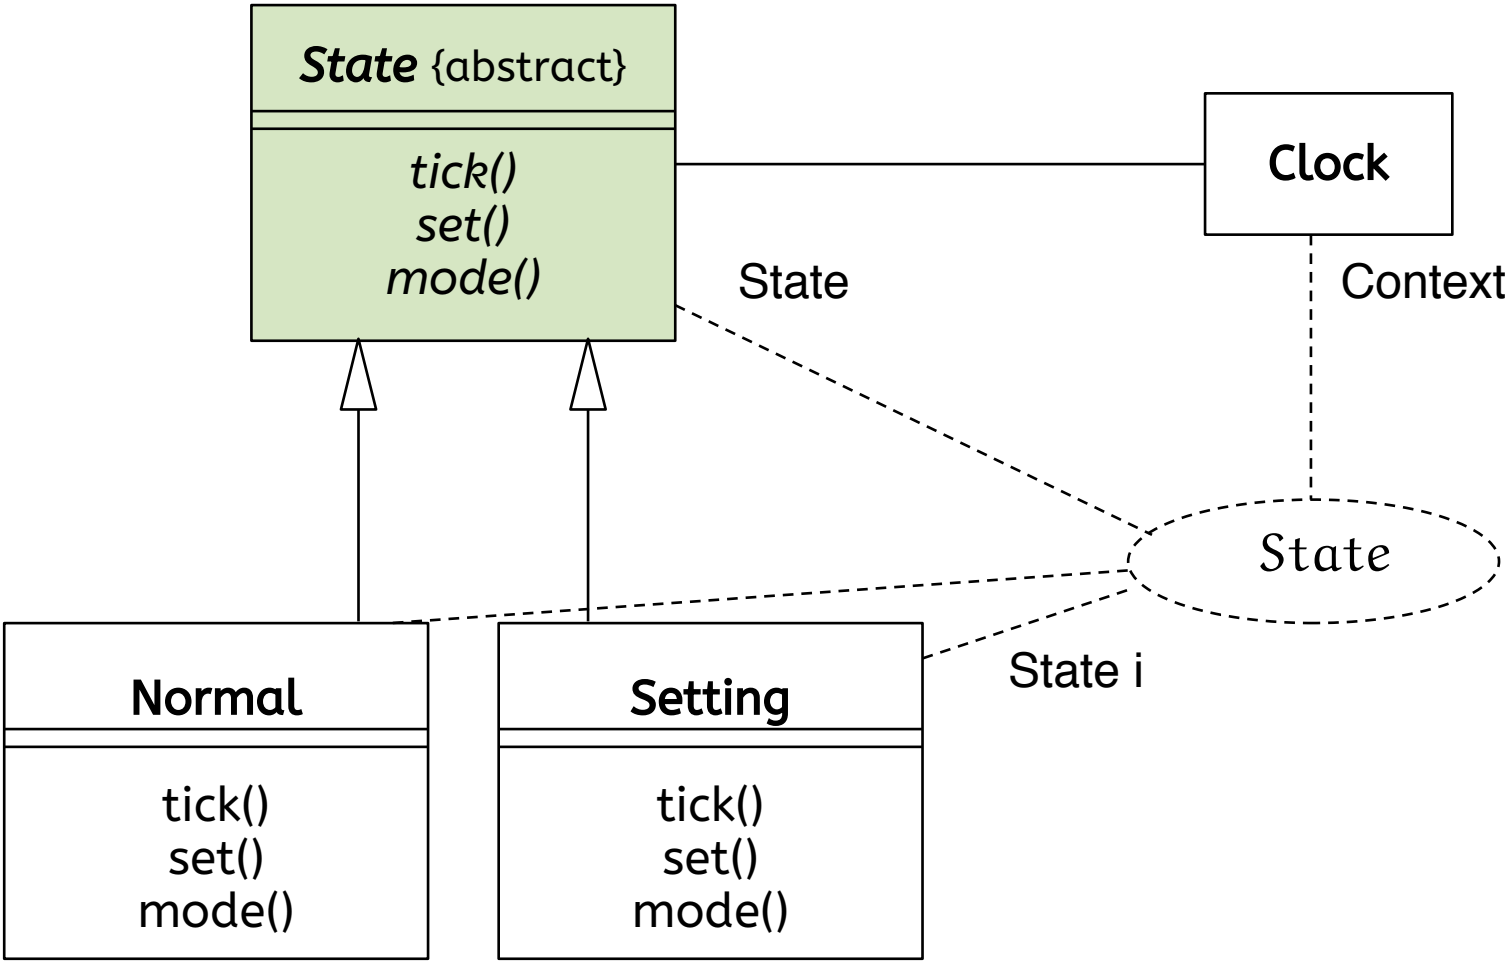 State {abstract}
tick()
set()
mode()
Clock
State
Context
State
State i
Normal
tick()
set()
mode()
Setting
tick()
set()
mode()